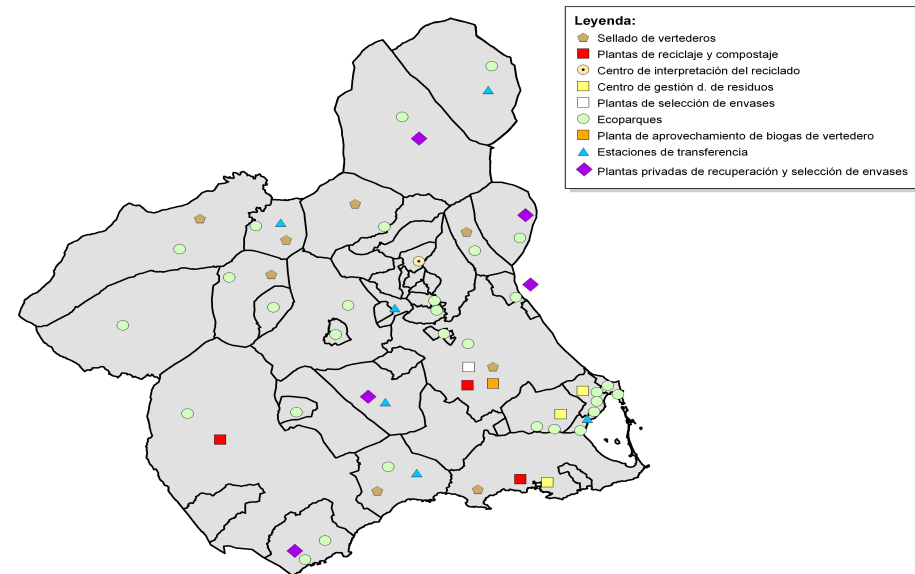 Leyenda:
Sellado de vertederos
Plantas de reciclaje y compostaje
Centro de interpretación del reciclado
Centro de gestión d. de residuos
Plantas de selección de envases
Ecoparques
Planta de aprovechamiento de biogas de vertedero
Estaciones de transferencia
Plantas privadas de recuperación y selección de envases